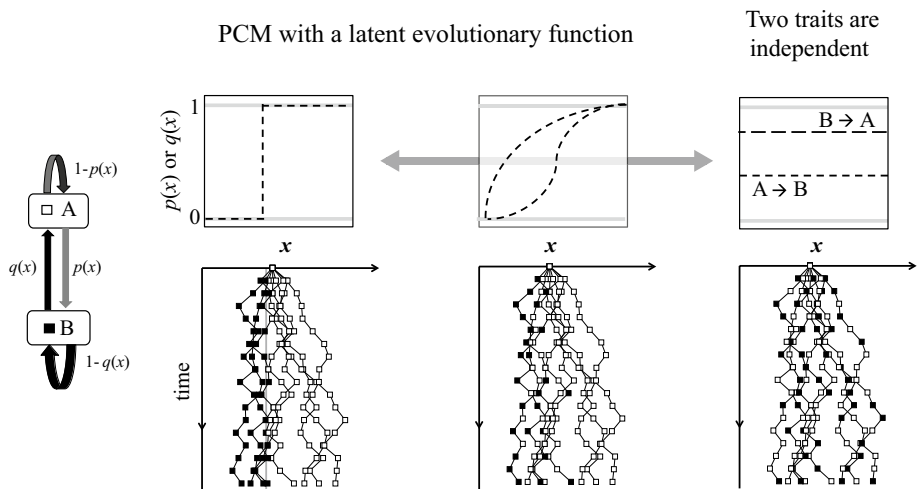 PCM with a latent evolutionary function
Two traits are
independent
p(x) or q(x)
1
0
B → A
A → B
1-p(x)
A
q(x)
p(x)
B
1-q(x)
x
x
x
time